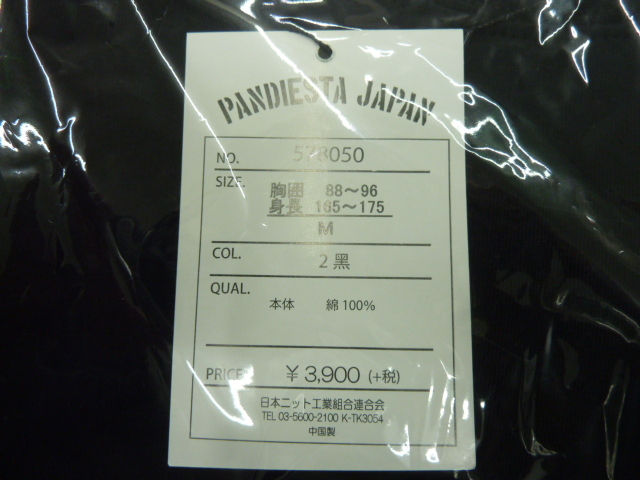 PANDIESTA JAPAN
NO. 578050
SIZE. 胸囲 88～96
身長 165～175
M
COL. 2 黒
QUAL. 本体 綿 100%
PRICE ¥ 3,900 (+税)
日本ニット工業組合連合会
TEL 03-5600-2100 K-TK3054
中国製